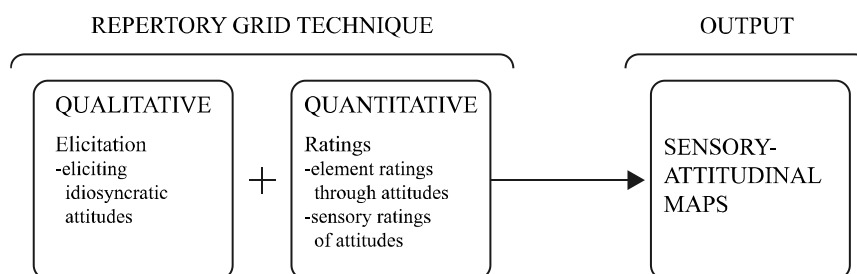 REPERTORY GRID TECHNIQUE
OUTPUT
QUALITATIVE
Elicitation
-eliciting
idiosyncratic
attitudes
+
QUANTITATIVE
Ratings
-element ratings
through attitudes
-sensory ratings
of attitudes
SENSORY-
ATTITUDINAL
MAPS